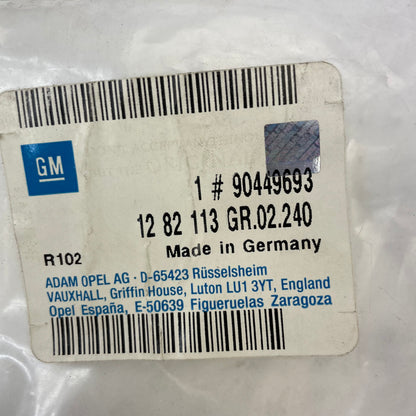 GM
1 # 90449693
12 82 113 GR.02.240
R102 Made in Germany
ADAM OPEL AG · D-65423 Rüsselsheim
VAUXHALL, Griffin House, Luton LU1 3YT, England
Opel España, E-50639 Figueruelas Zaragoza